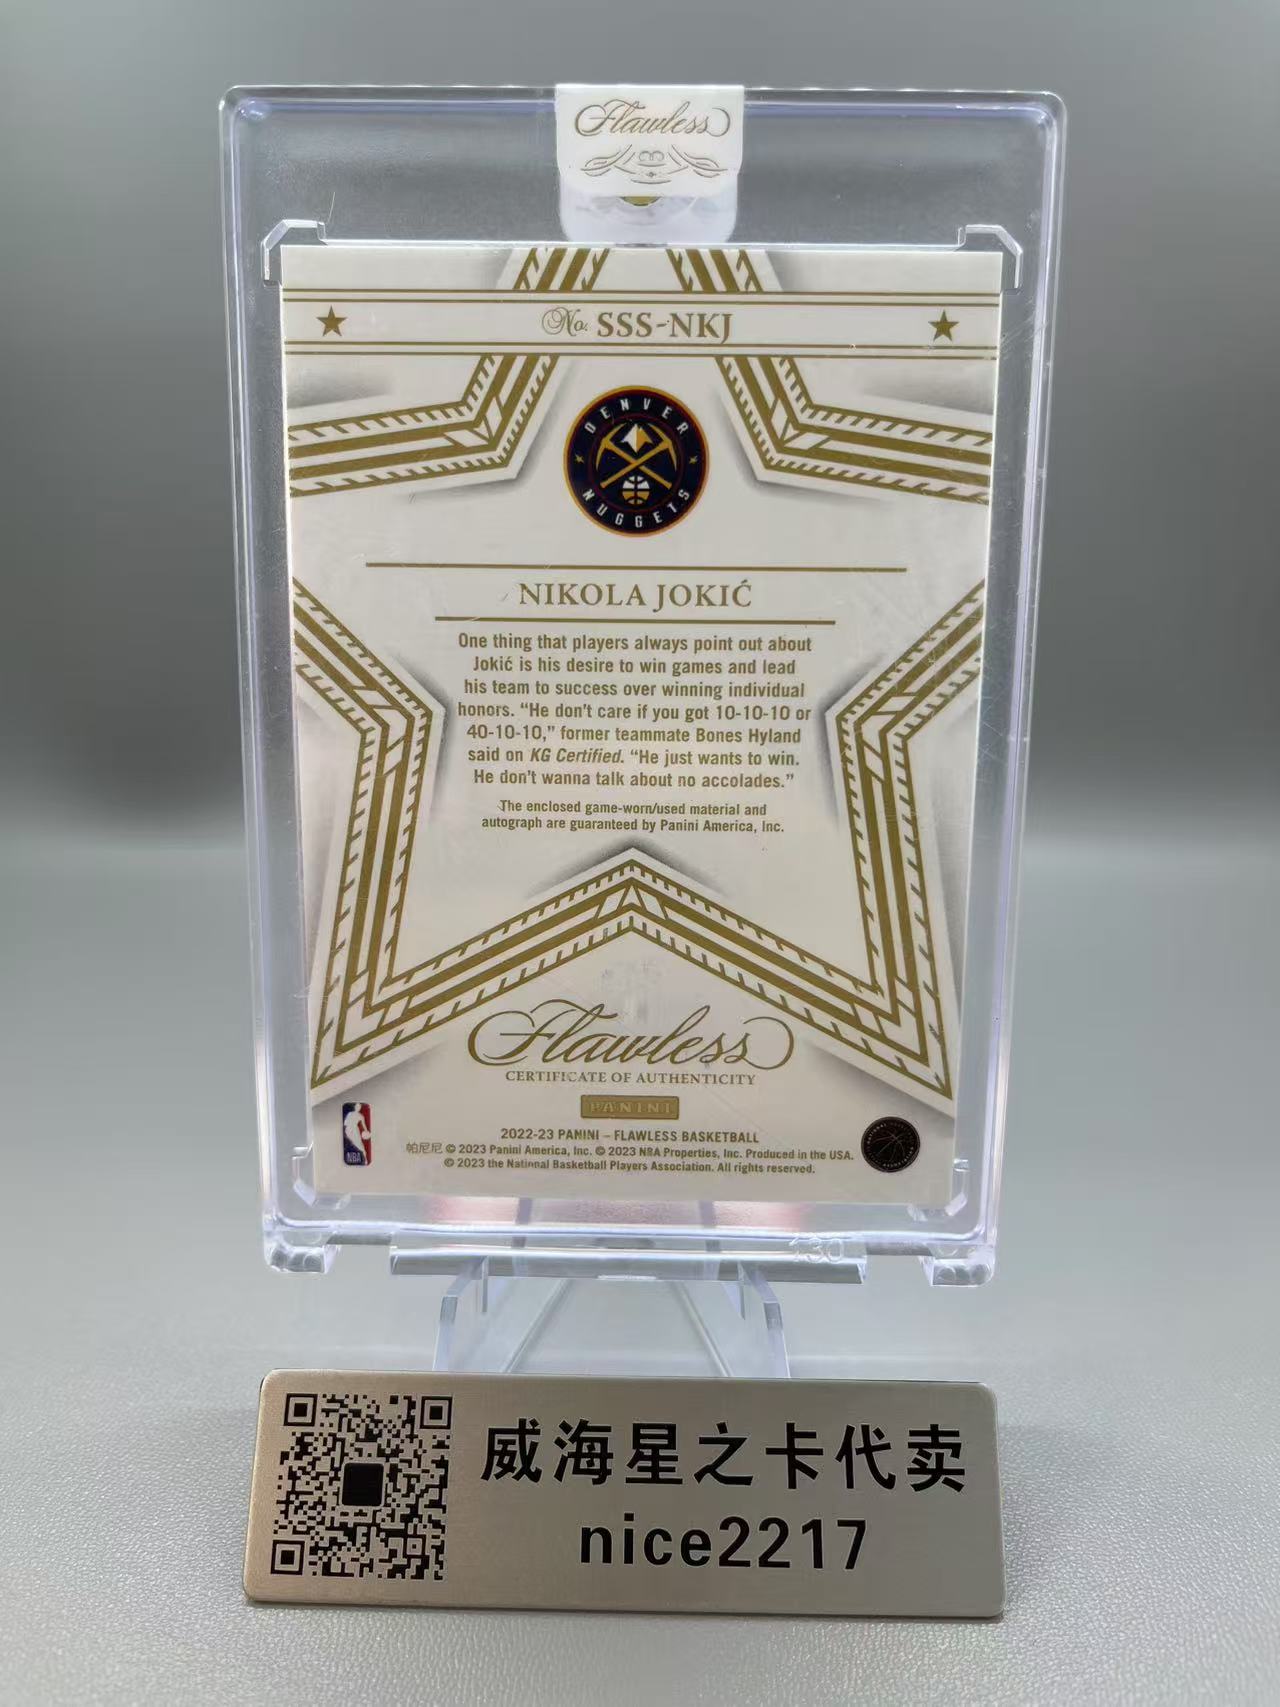 Flawless
No. SSS-NKJ
DENVER
NUGGETS
NIKOLA JOKIĆ
One thing that players always point out about
Jokić is his desire to win games and lead
his team to success over winning individual
honors. “He don’t care if you got 10-10-10 or
40-10-10,” former teammate Bones Hyland
said on KG Certified. “He just wants to win.
He don’t wanna talk about no accolades.”
The enclosed game-worn/used material and
autograph are guaranteed by Panini America, Inc.
Flawless
CERTIFICATE OF AUTHENTICITY
PANINI
NBA
2022-23 PANINI – FLAWLESS BASKETBALL
帕尼尼 © 2023 Panini America, Inc. © 2023 NBA Properties, Inc. Produced in the USA.
© 2023 the National Basketball Players Association. All rights reserved.
130
威海星之卡代卖
nice2217